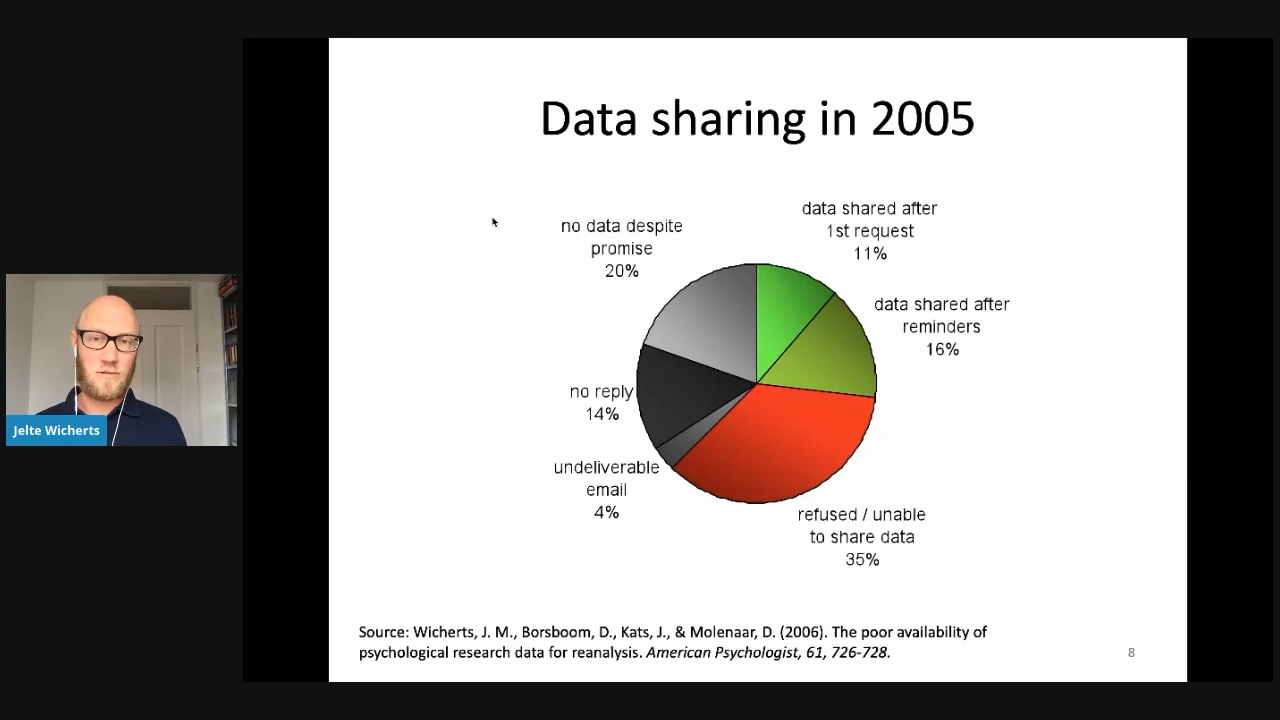 Data sharing in 2005
data shared after
1st request
11%
data shared after
reminders
16%
refused / unable
to share data
35%
undeliverable
email
4%
no reply
14%
no data despite
promise
20%
Source: Wicherts, J. M., Borsboom, D., Kats, J., & Molenaar, D. (2006). The poor availability of
psychological research data for reanalysis. American Psychologist, 61, 726-728.
8
Jelte Wicherts